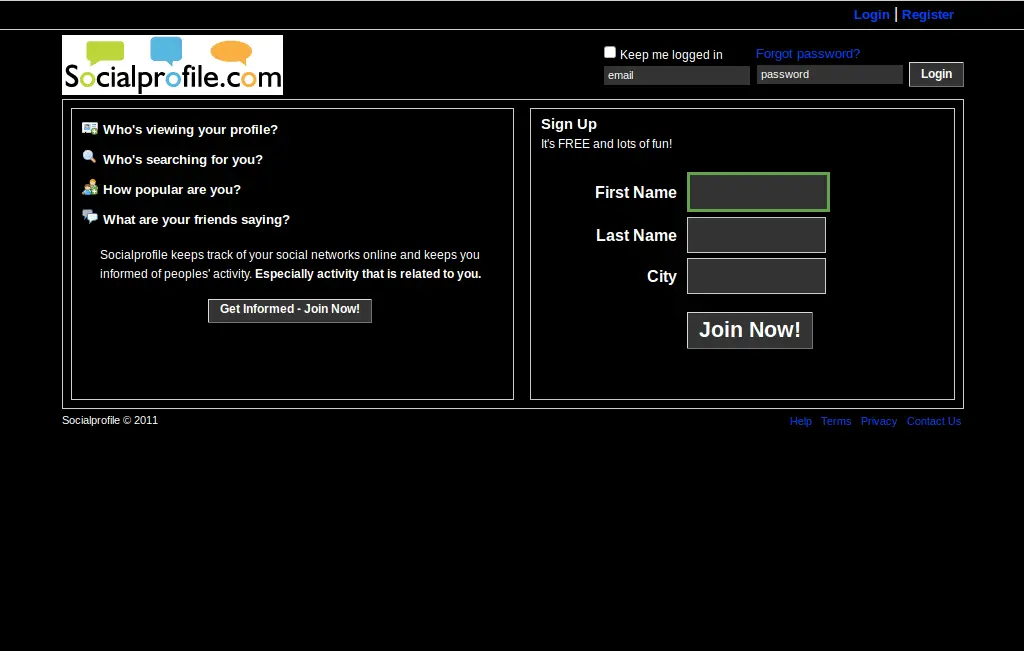 Login | Register
Socialprofile.com
Keep me logged in
Forgot password?
email
password
Login
Who's viewing your profile?
Who's searching for you?
How popular are you?
What are your friends saying?
Socialprofile keeps track of your social networks online and keeps you
informed of peoples' activity. Especially activity that is related to you.
Get Informed - Join Now!
Sign Up
It's FREE and lots of fun!
First Name
Last Name
City
Join Now!
Socialprofile © 2011
Help Terms Privacy Contact Us